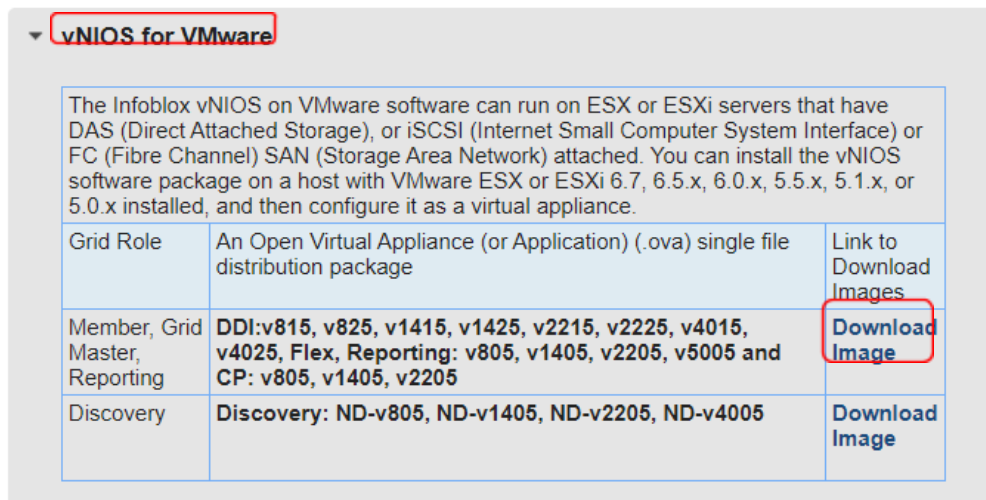 vNIOS for VMware
The Infoblox vNIOS on VMware software can run on ESX or ESXi servers that have
DAS (Direct Attached Storage), or iSCSI (Internet Small Computer System Interface) or
FC (Fibre Channel) SAN (Storage Area Network) attached. You can install the vNIOS
software package on a host with VMware ESX or ESXi 6.7, 6.5.x, 6.0.x, 5.5.x, 5.1.x, or
5.0.x installed, and then configure it as a virtual appliance.
Grid Role
An Open Virtual Appliance (or Application) (.ova) single file
distribution package
Link to
Download
Images
Member, Grid
Master,
Reporting
DDI:v815, v825, v1415, v1425, v2215, v2225, v4015,
v4025, Flex, Reporting: v805, v1405, v2205, v5005 and
CP: v805, v1405, v2205
Download
Image
Discovery
Discovery: ND-v805, ND-v1405, ND-v2205, ND-v4005
Download
Image